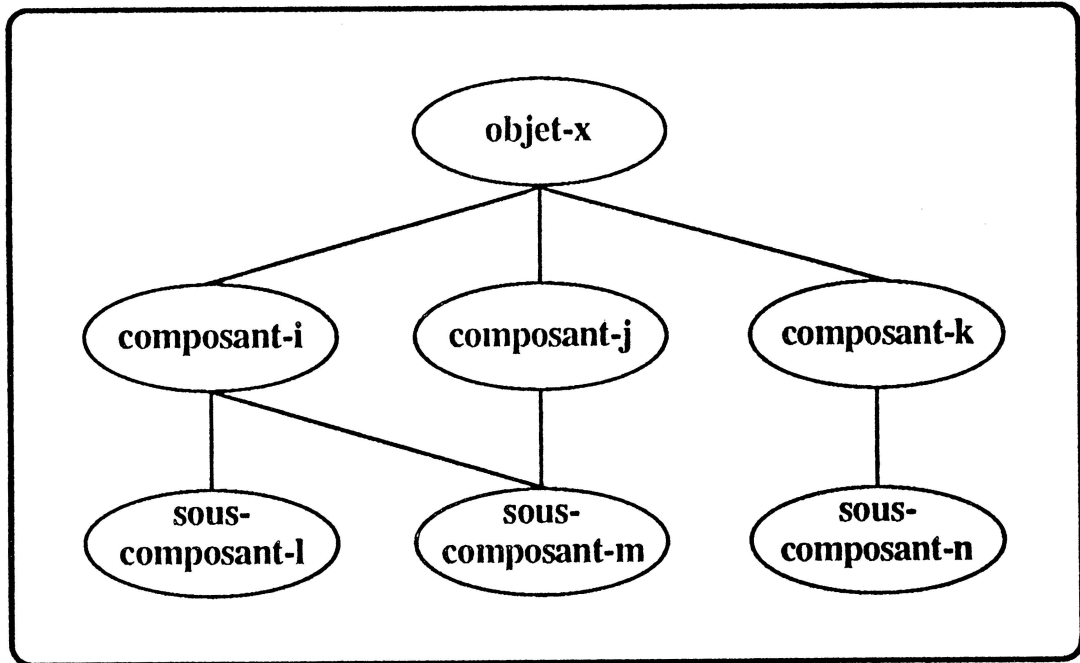 objet-x
composant-i
composant-j
composant-k
sous-
composant-l
sous-
composant-m
sous-
composant-n